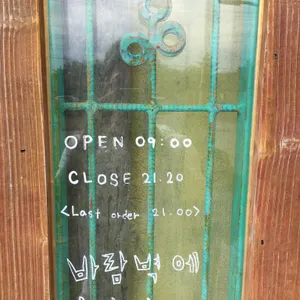 OPEN 09:00
CLOSE 21.20
<Last order 21.00>
바람벽에